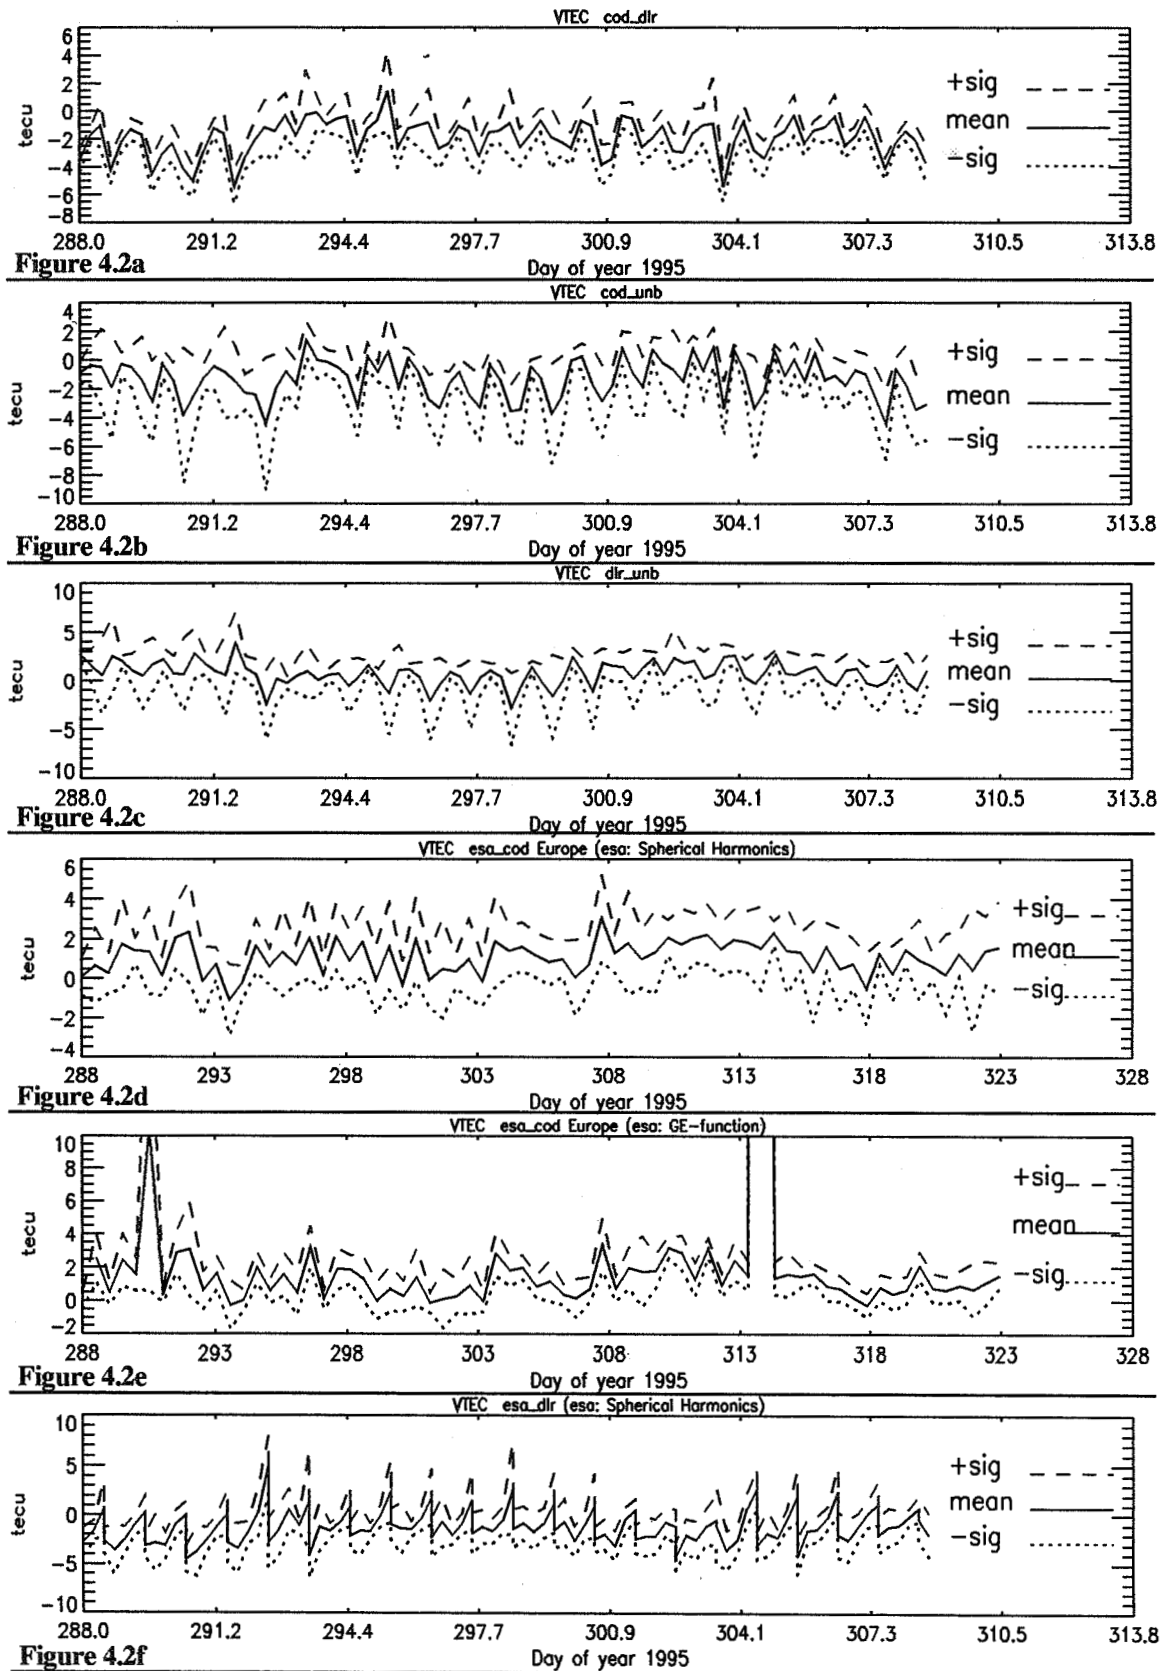 VTEC cod_dlr
6
4
2
0
−2
−4
−6
−8
tecu
+sig
mean
−sig
288.0 291.2 294.4 297.7 300.9 304.1 307.3 310.5 313.8
Figure 4.2a
Day of year 1995
VTEC cod_unb
4
2
0
−2
−4
−6
−8
−10
tecu
+sig
mean
−sig
288.0 291.2 294.4 297.7 300.9 304.1 307.3 310.5 313.8
Figure 4.2b
Day of year 1995
VTEC dlr_unb
10
5
0
−5
−10
tecu
+sig
mean
−sig
288.0 291.2 294.4 297.7 300.9 304.1 307.3 310.5 313.8
Figure 4.2c
Day of year 1995
VTEC esa_cod Europe (esa: Spherical Harmonics)
6
4
2
0
−2
−4
tecu
+sig
mean
−sig
288 293 298 303 308 313 318 323 328
Figure 4.2d
Day of year 1995
VTEC esa_cod Europe (esa: GE−function)
10
8
6
4
2
0
−2
tecu
+sig
mean
−sig
288 293 298 303 308 313 318 323 328
Figure 4.2e
Day of year 1995
VTEC esa_dlr (esa: Spherical Harmonics)
10
5
0
−5
−10
tecu
+sig
mean
−sig
288.0 291.2 294.4 297.7 300.9 304.1 307.3 310.5 313.8
Figure 4.2f
Day of year 1995